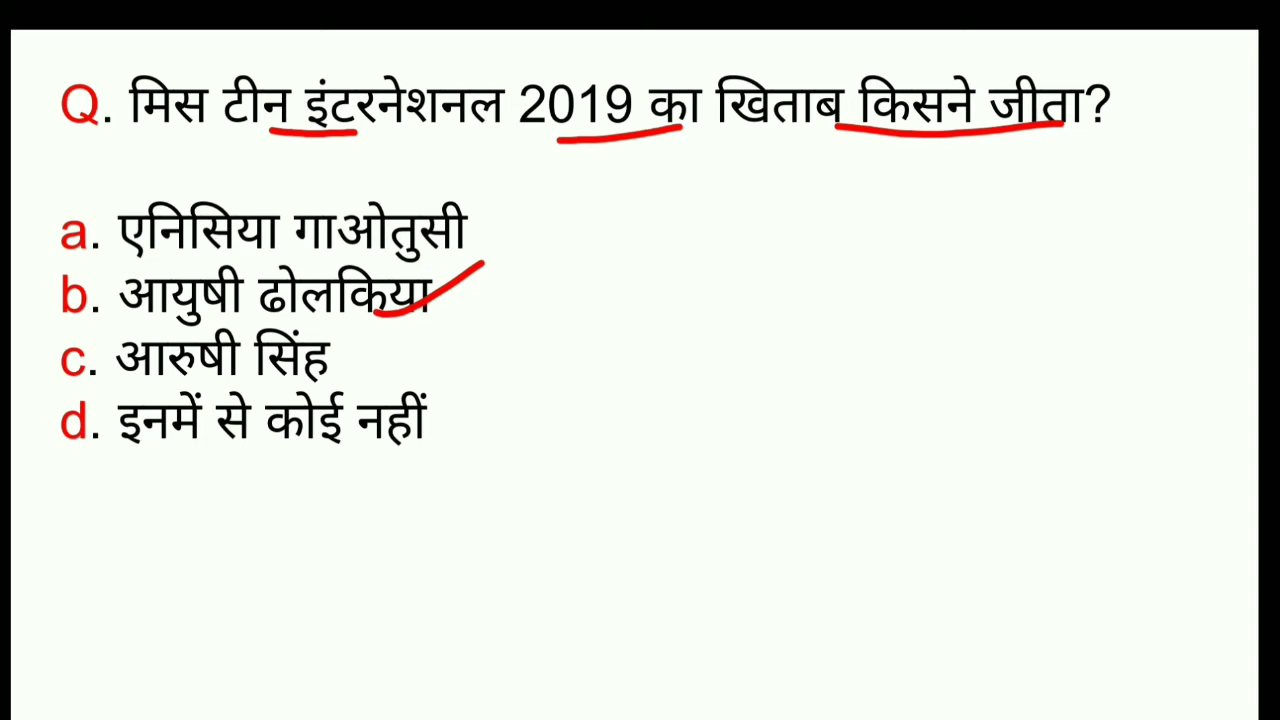 Q. मिस टीन इंटरनेशनल 2019 का खिताब किसने जीता?
a. एनिसिया गाओतुसी
b. आयुषी ढोलकिया
c. आरुषी सिंह
d. इनमें से कोई नहीं